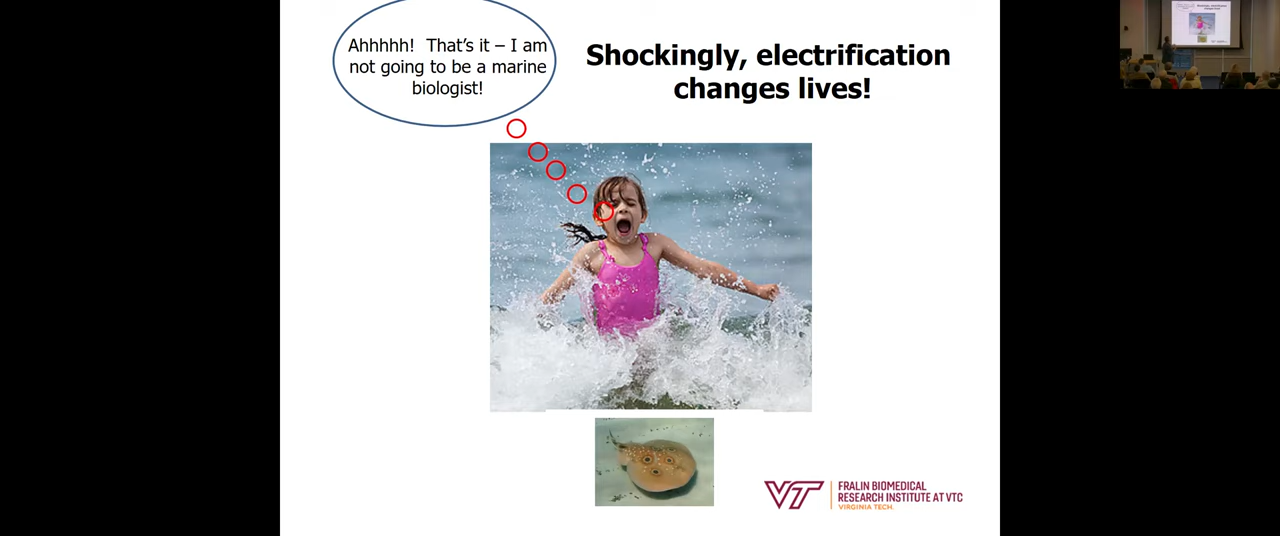 Ahhhhh!  That's it – I am
not going to be a marine
biologist!
Shockingly, electrification
changes lives!
VT
FRALIN BIOMEDICAL
RESEARCH INSTITUTE AT VTC
VIRGINIA TECH.